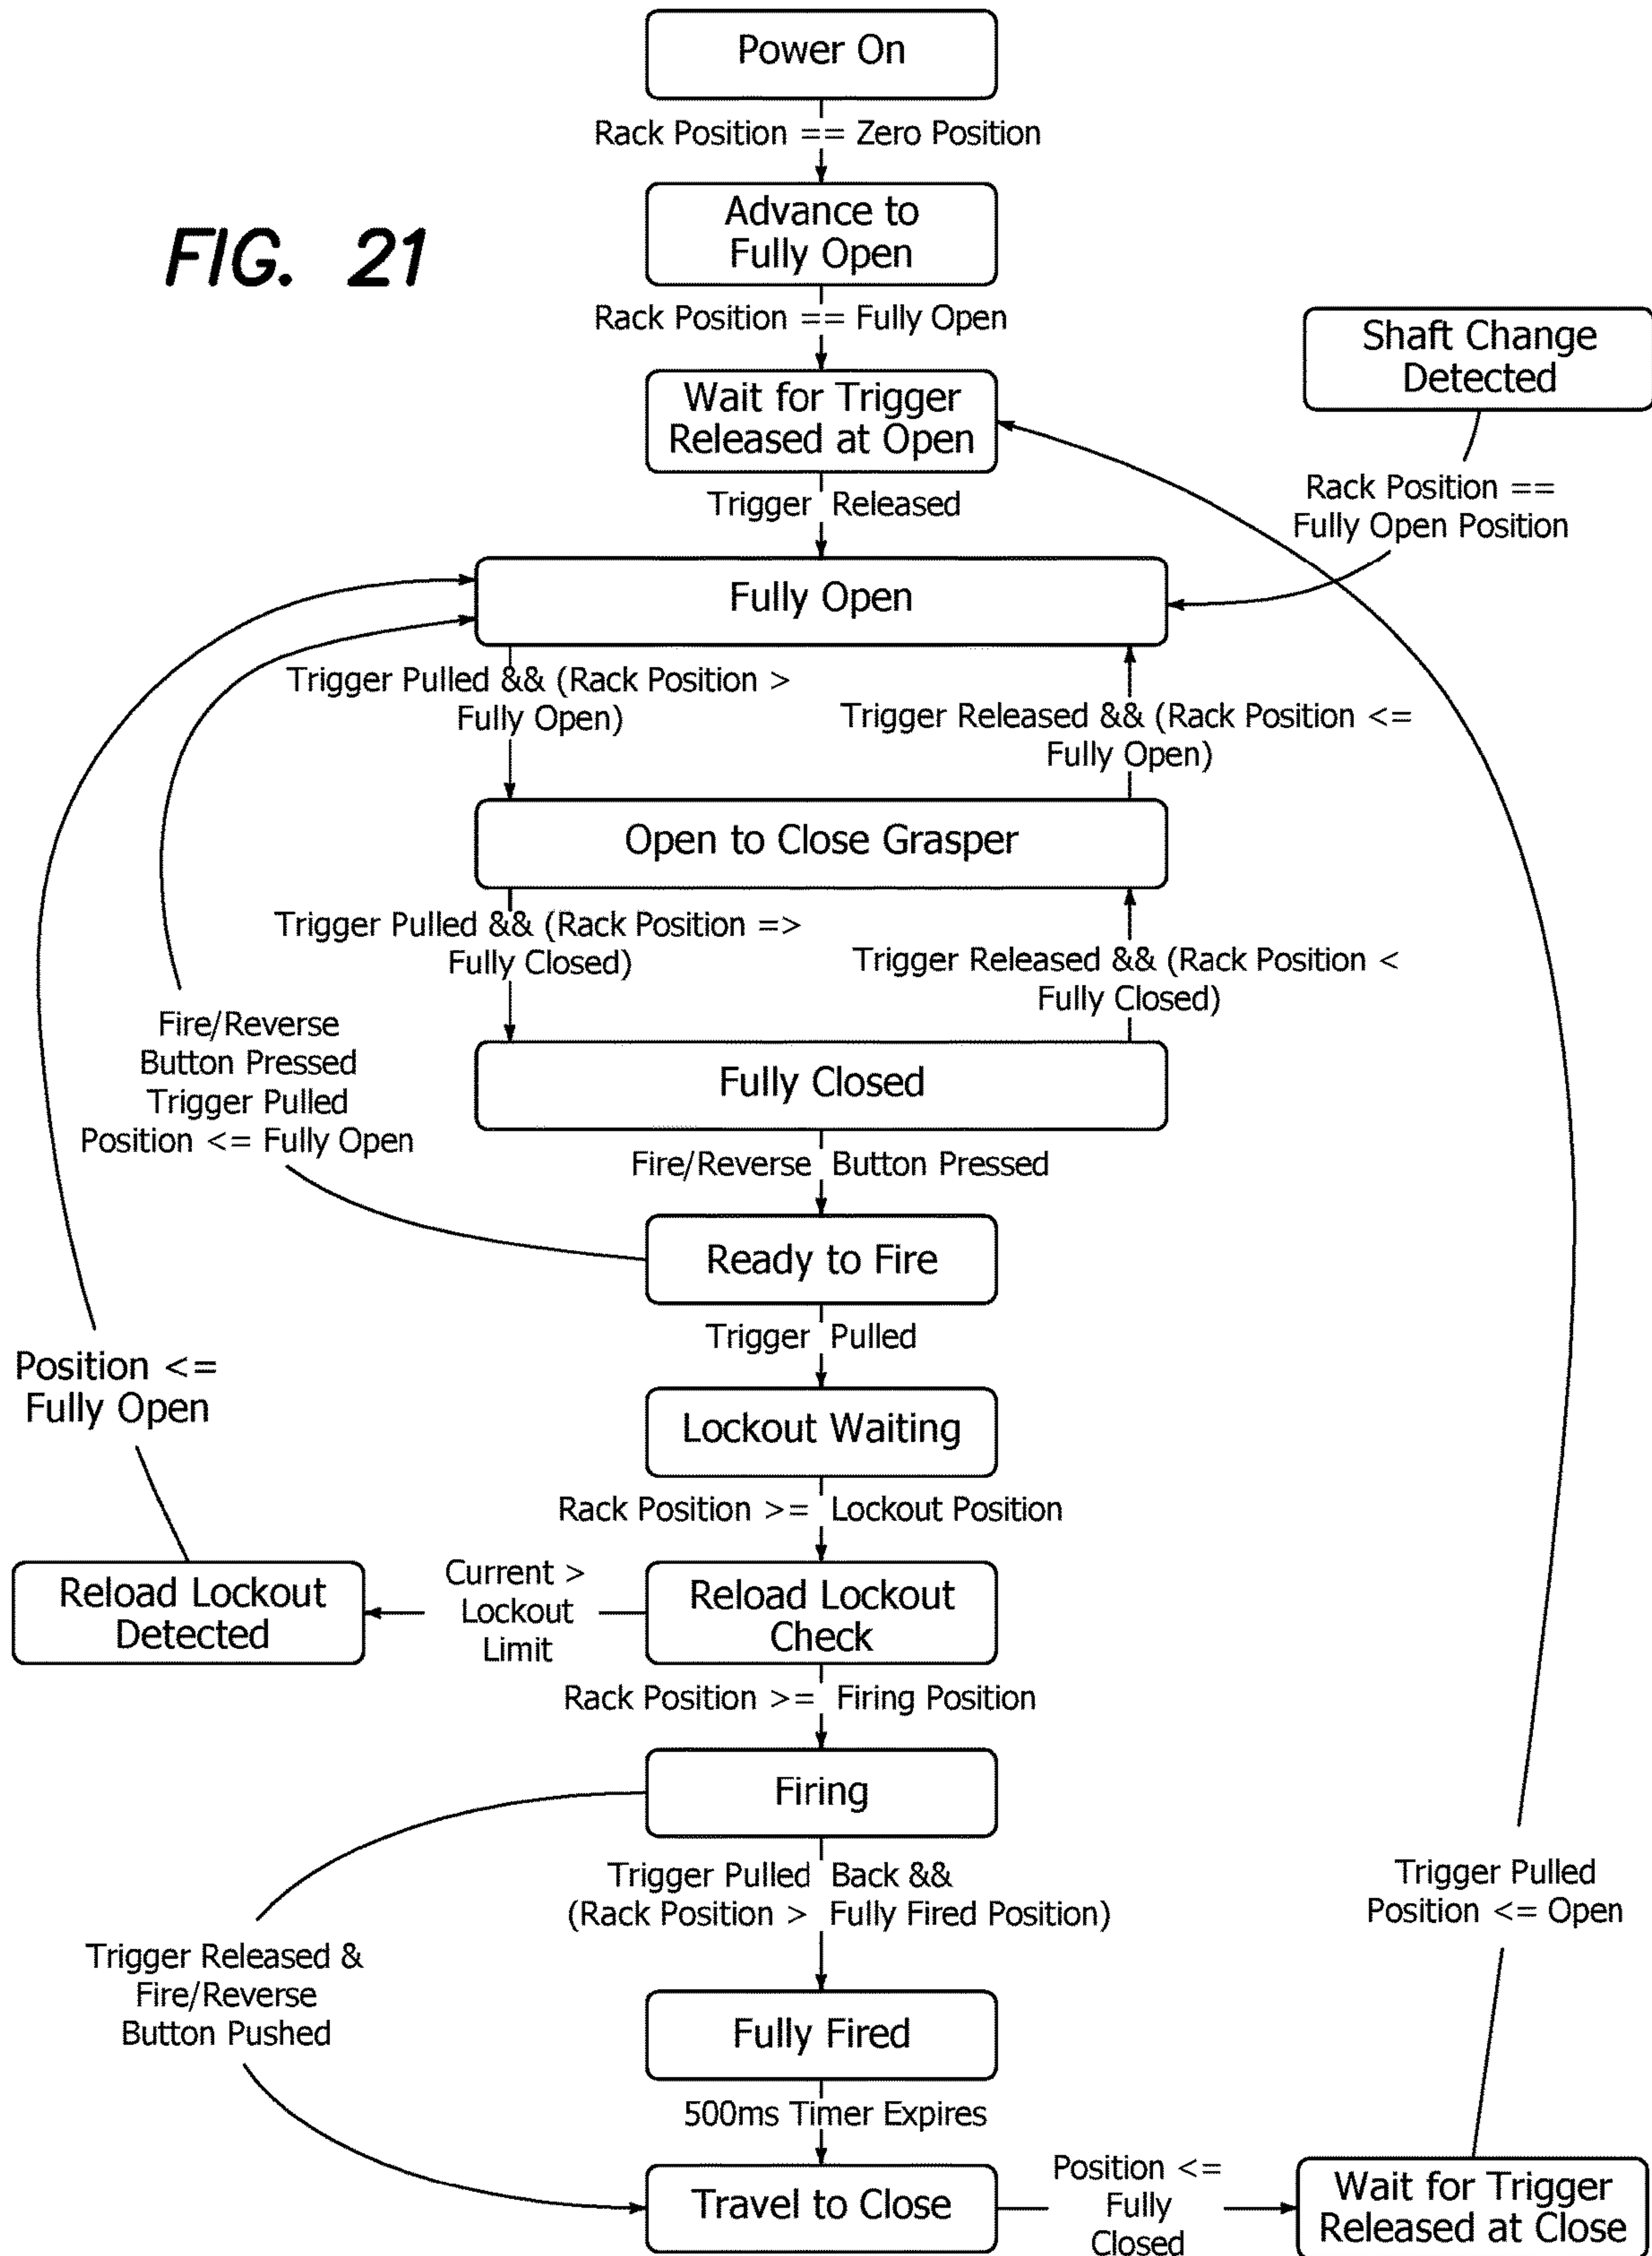 Power On
Rack Position == Zero Position
Advance to
Fully Open
FIG. 21
Rack Position == Fully Open
Shaft Change
Detected
Wait for Trigger
Released at Open
Rack Position ==
Fully Open Position
Trigger Released
Fully Open
Trigger Pulled && (Rack Position >
Fully Open)
Trigger Released && (Rack Position <=
Fully Open)
Open to Close Grasper
Trigger Pulled && (Rack Position =>
Fully Closed)
Trigger Released && (Rack Position <
Fully Closed)
Fire/Reverse
Button Pressed
Trigger Pulled
Position <= Fully Open
Fully Closed
Fire/Reverse Button Pressed
Ready to Fire
Trigger Pulled
Position <=
Fully Open
Lockout Waiting
Rack Position >= Lockout Position
Reload Lockout
Detected
Current >
Lockout
Limit
Reload Lockout
Check
Rack Position >= Firing Position
Firing
Trigger Pulled Back &&
(Rack Position > Fully Fired Position)
Trigger Pulled
Position <= Open
Trigger Released &
Fire/Reverse
Button Pushed
Fully Fired
500ms Timer Expires
Travel to Close
Position <=
Fully
Closed
Wait for Trigger
Released at Close